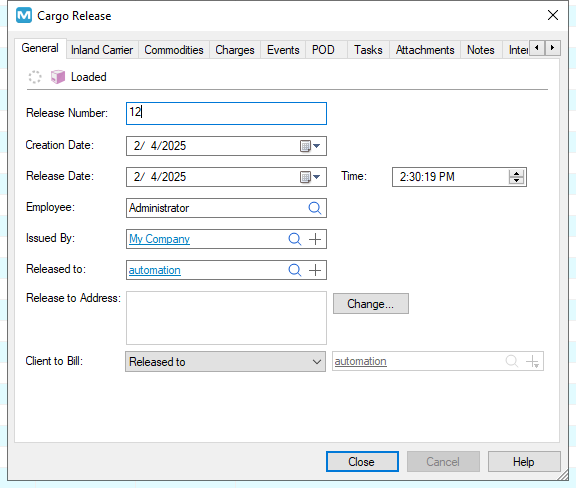 Cargo Release
General Inland Carrier Commodities Charges Events POD Tasks Attachments Notes Inter
Loaded
Release Number: 12
Creation Date: 2/ 4/2025
Release Date: 2/ 4/2025 Time: 2:30:19 PM
Employee: Administrator
Issued By: My Company
Released to: automation
Release to Address: Change...
Client to Bill: Released to automation
Close Cancel Help